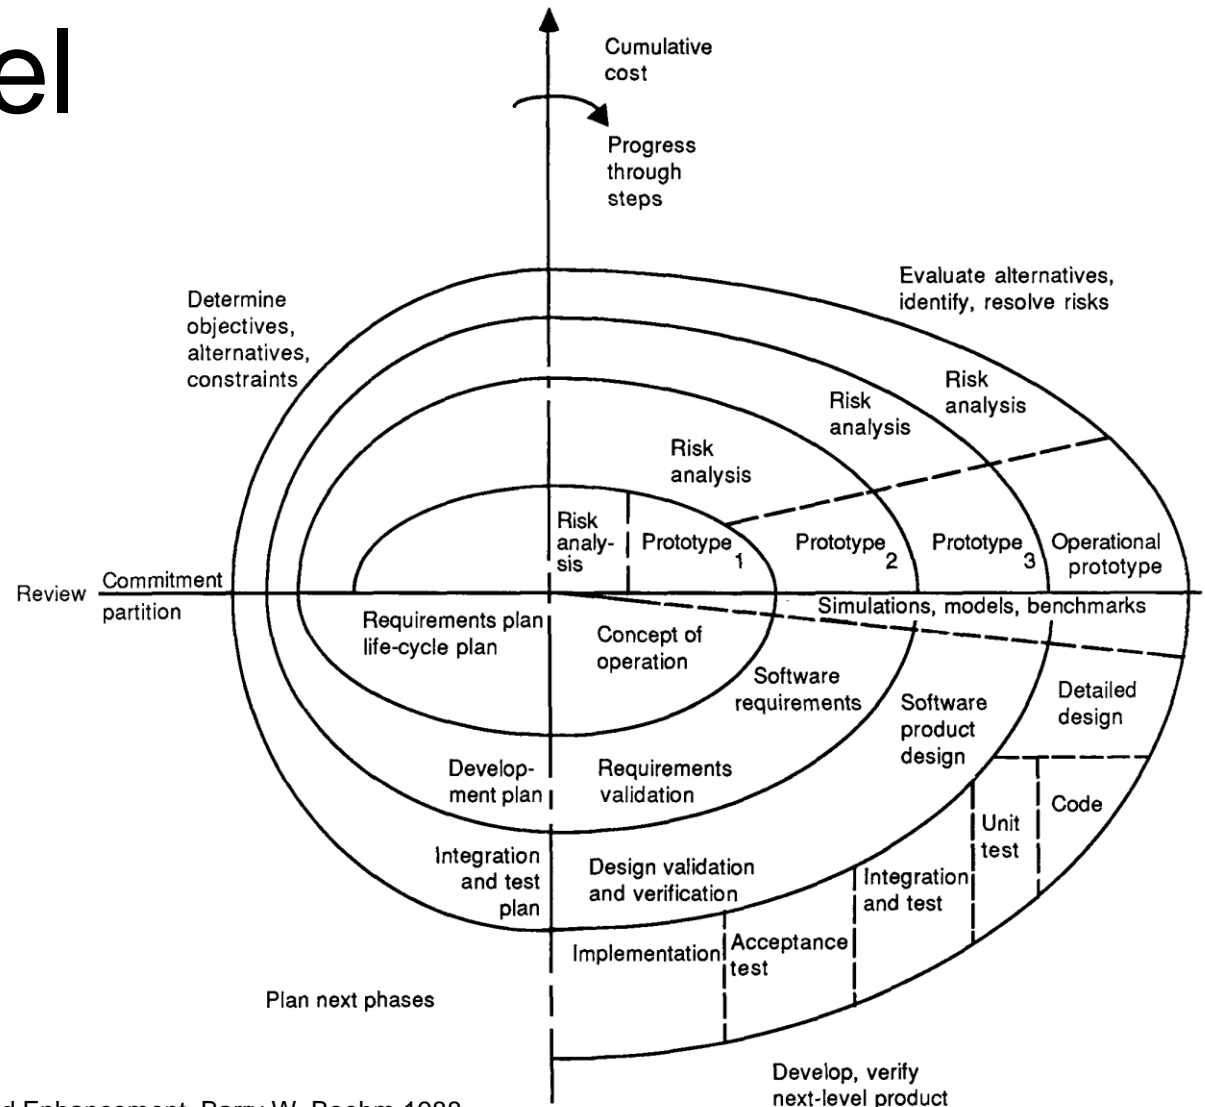 el
Cumulative
cost
Progress
through
steps
Evaluate alternatives,
identify, resolve risks
Determine
objectives,
alternatives,
constraints
Risk
analysis
Risk
analysis
Risk
analysis
Risk
analy-
sis
Prototype 1
Prototype 2
Prototype 3
Operational
prototype
Review
Commitment
partition
Simulations, models, benchmarks
Requirements plan
life-cycle plan
Concept of
operation
Software
requirements
Software
product
design
Detailed
design
Develop-
ment plan
Requirements
validation
Code
Unit
test
Integration
and test
plan
Design validation
and verification
Integration
and test
Implementation
Acceptance
test
Plan next phases
Develop, verify
next-level product
d Enhancement, Barry W. Boehm 1988